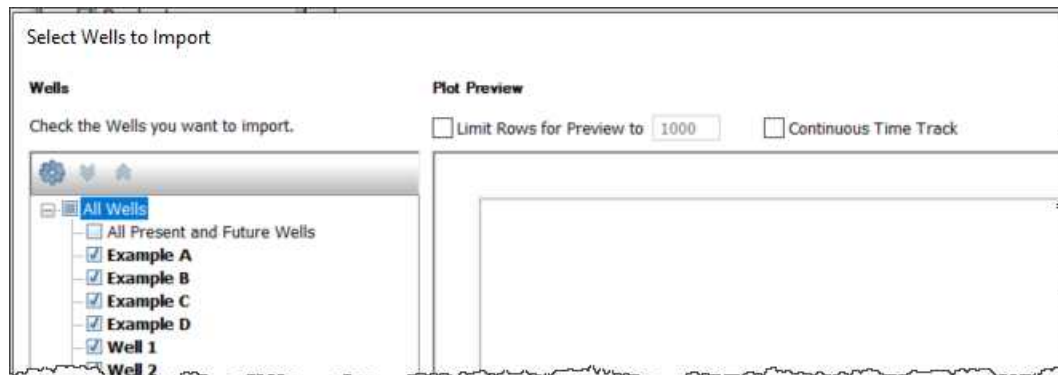 Select Wells to Import
Wells
Check the Wells you want to import.
All Wells
All Present and Future Wells
Example A
Example B
Example C
Example D
Well 1
Well 2
Plot Preview
Limit Rows for Preview to 1000 Continuous Time Track